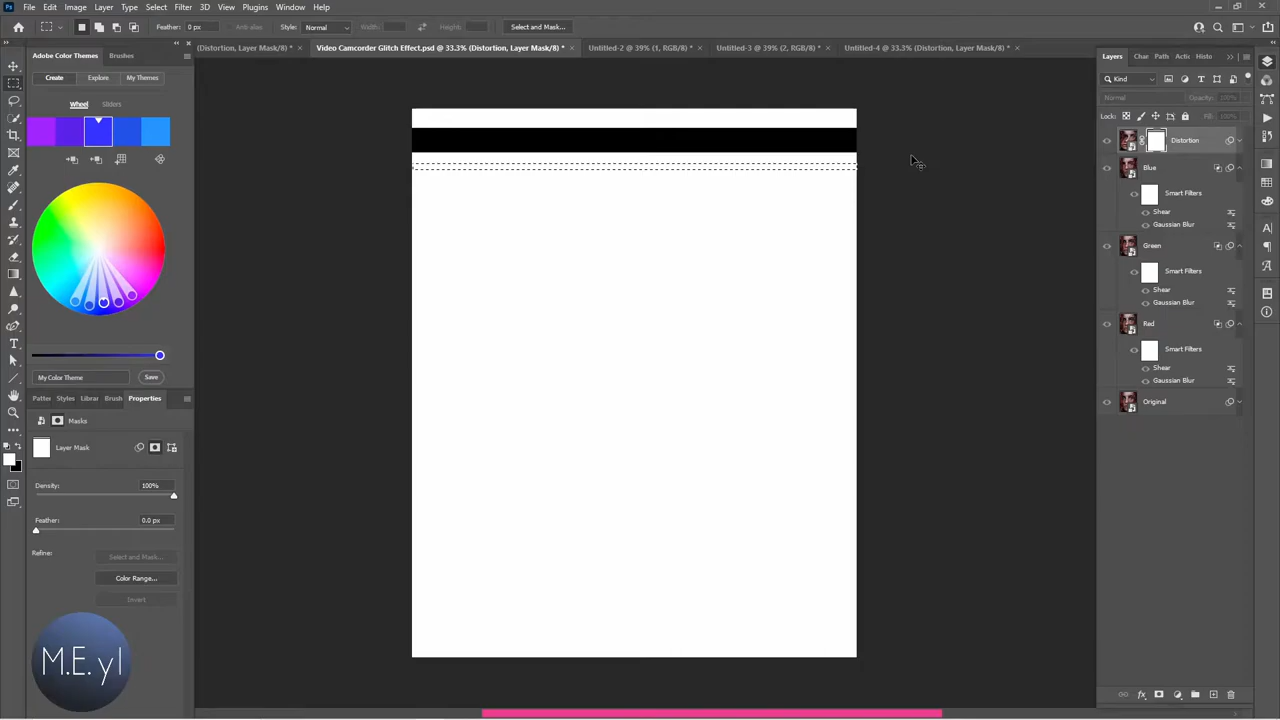 Ps File Edit Image Layer Type Select Filter 3D View Plugins Window Help
Feather: 0 px Anti-alias Style: Normal Width: Height: Select and Mask...
(Distortion, Layer Mask/8) * × Video Camcorder Glitch Effect.psd @ 33.3% (Distortion, Layer Mask/8) * × Untitled-2 @ 39% (1, RGB/8) * × Untitled-3 @ 39% (2, RGB/8) * × Untitled-4 @ 33.3% (Distortion, Layer Mask/8) * ×
Adobe Color Themes Brushes
Create Explore My Themes
Wheel Sliders
My Color Theme Save
Patter Styles Librar Brush Properties
Masks
Layer Mask
Density: 100%
Feather: 0.0 px
Refine: Select and Mask...
Color Range...
Invert
M.E. yl
Layers Char Path Actio Histo
Kind
Normal Opacity: 100%
Lock: Fill: 100%
Distortion
Blue
Smart Filters
Shear
Gaussian Blur
Green
Smart Filters
Shear
Gaussian Blur
Red
Smart Filters
Shear
Gaussian Blur
Original